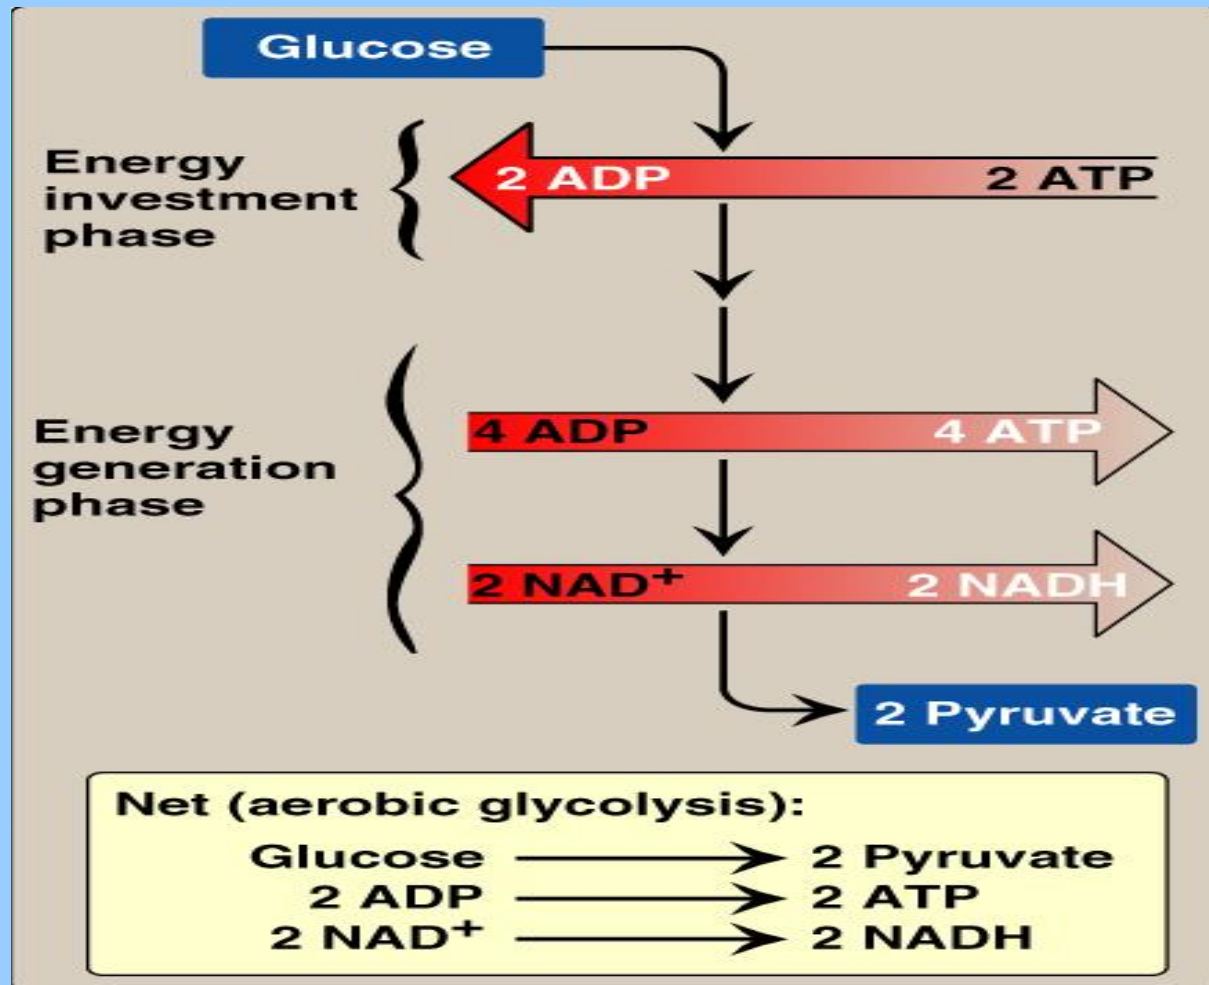 Glucose
Energy
investment
phase
2 ADP 2 ATP
Energy
generation
phase
4 ADP 4 ATP
2 NAD⁺ 2 NADH
2 Pyruvate
Net (aerobic glycolysis):
Glucose 2 Pyruvate
2 ADP 2 ATP
2 NAD⁺ 2 NADH